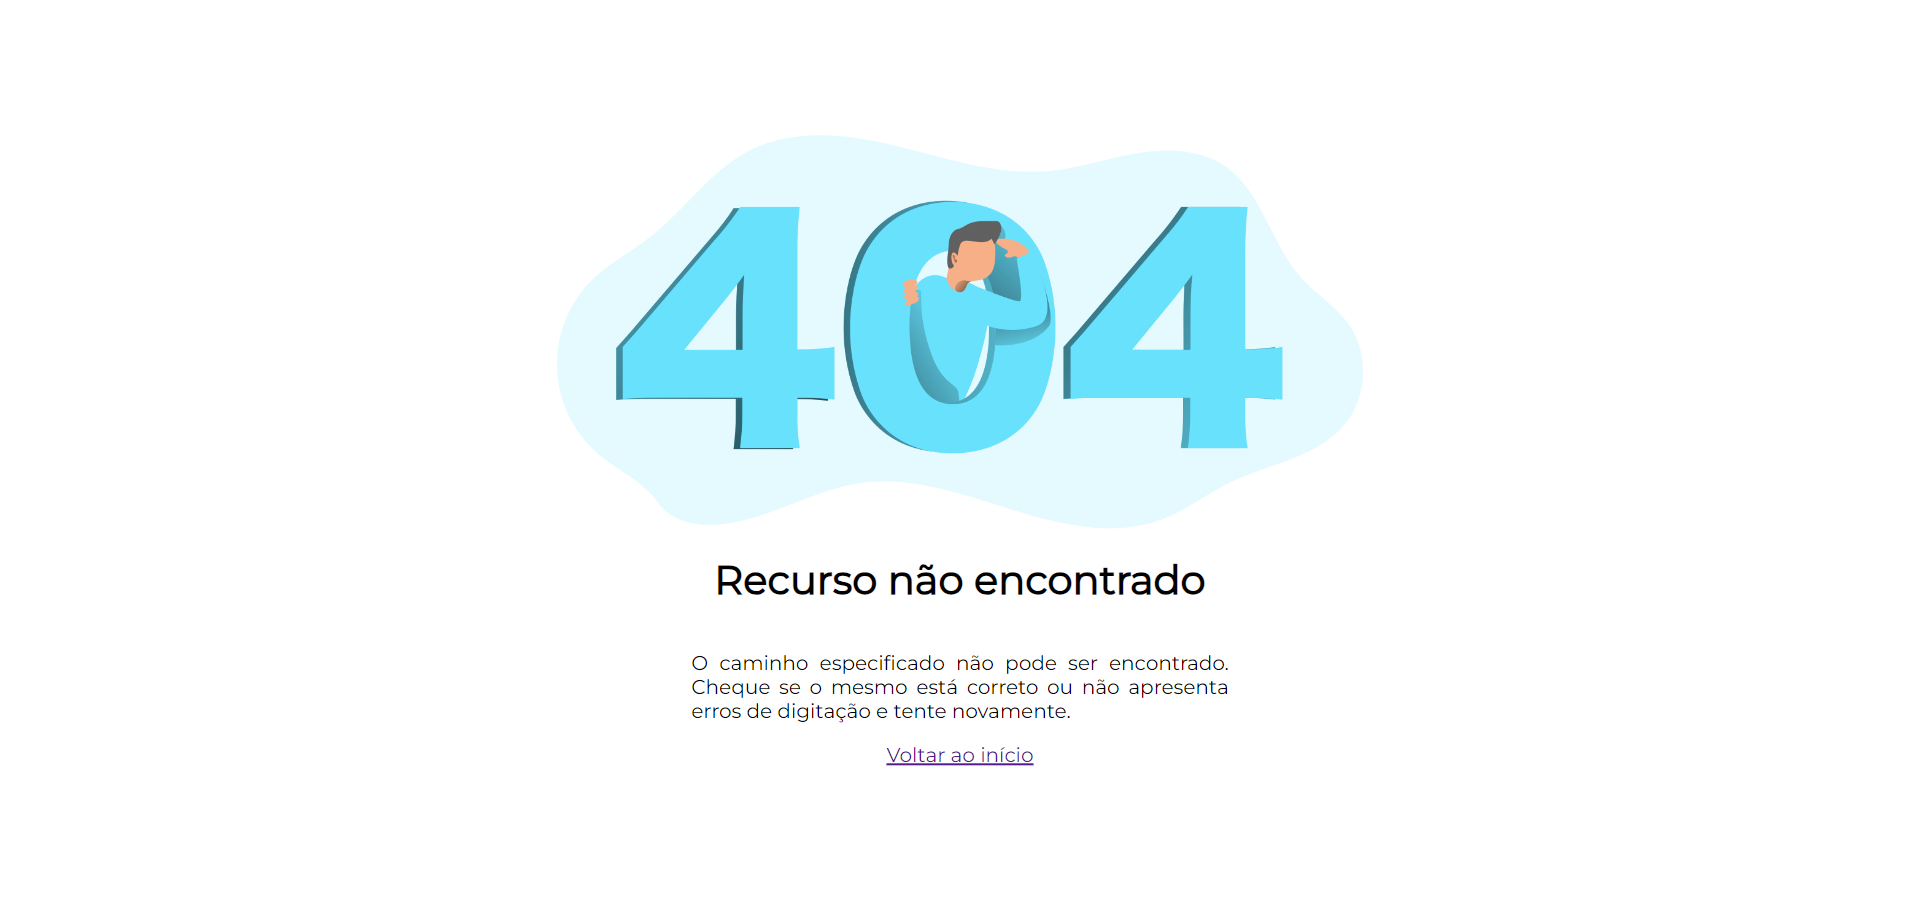 404
Recurso não encontrado
O caminho especificado não pode ser encontrado.
Cheque se o mesmo está correto ou não apresenta
erros de digitação e tente novamente.
Voltar ao início